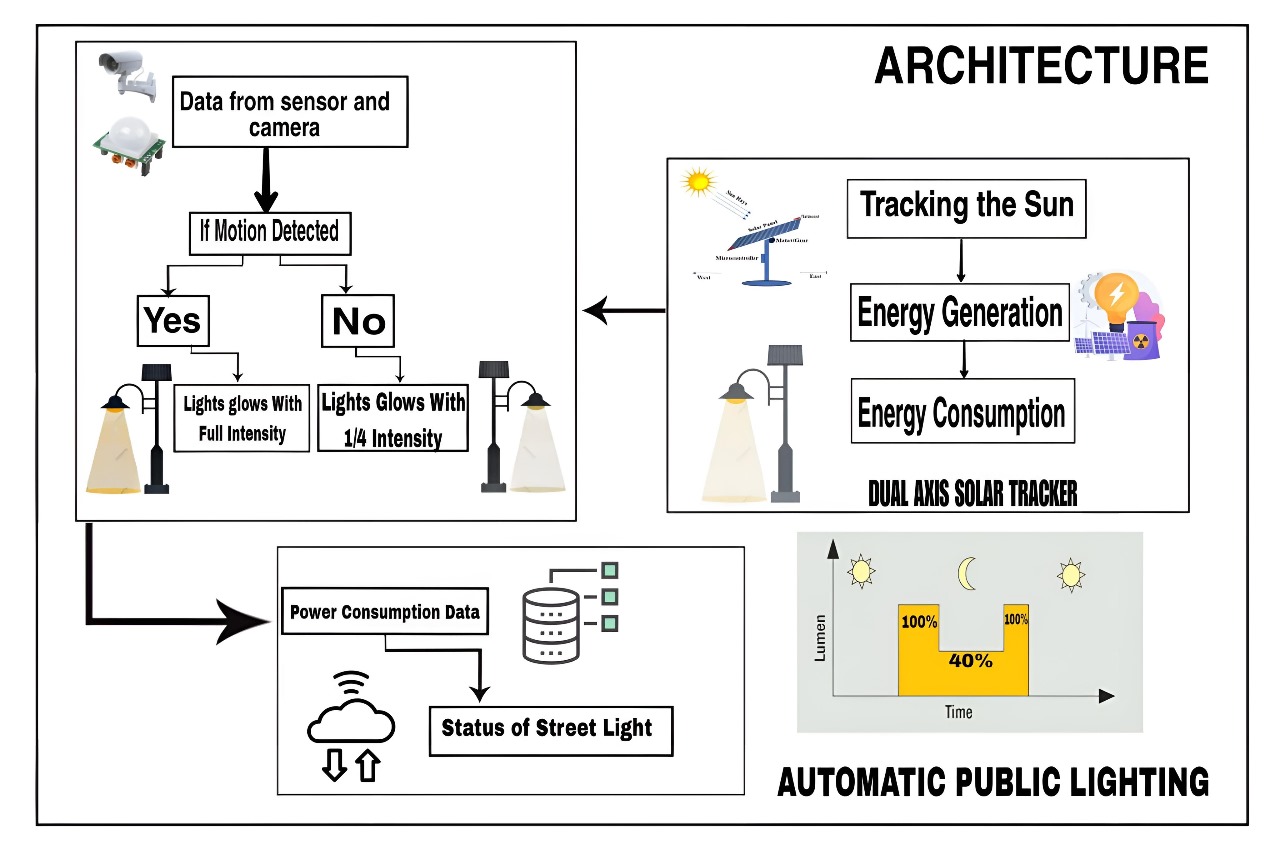 ARCHITECTURE
Data from sensor and
camera
If Motion Detected
Yes
No
Lights glows With
Full Intensity
Lights Glows With
1/4 Intensity
Sun Rays
Solar Panel
Motor/Gear
Microcontroller
West
East
Tracking the Sun
Energy Generation
Energy Consumption
DUAL AXIS SOLAR TRACKER
Power Consumption Data
Status of Street Light
Lumen
100%
40%
100%
Time
AUTOMATIC PUBLIC LIGHTING